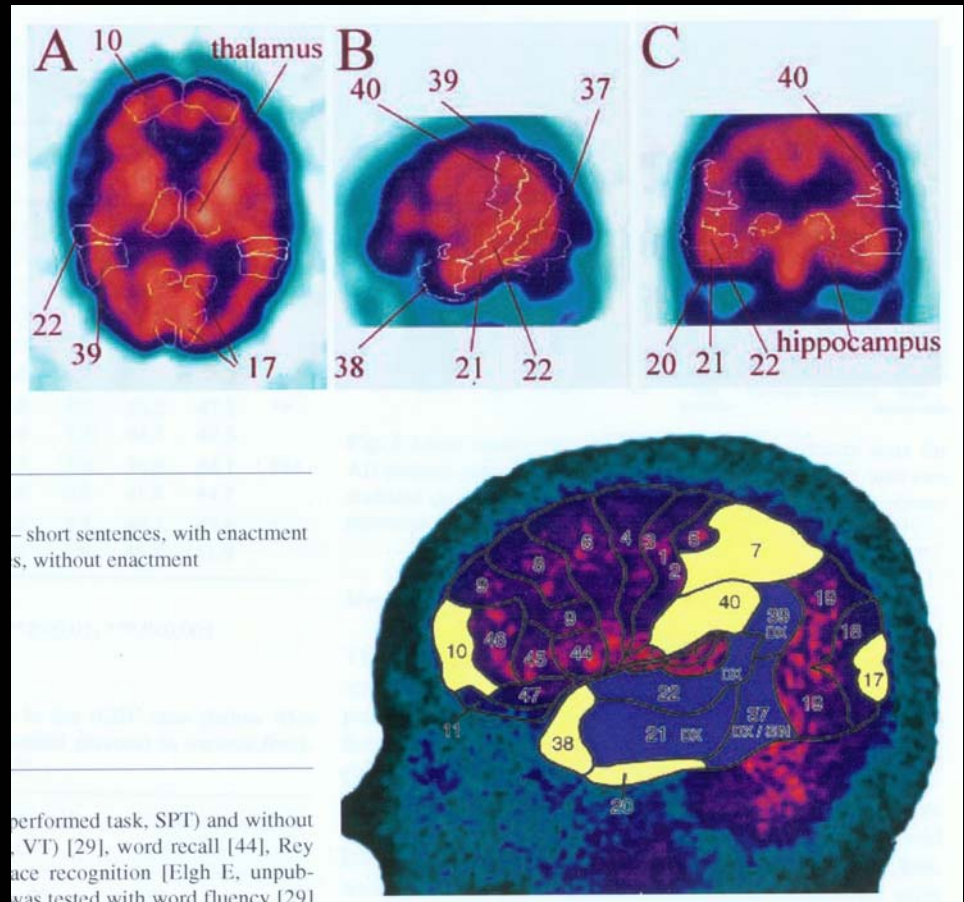 A
B
C
10
thalamus
40
39
37
40
22
39
17
38
21
22
20
21
22
hippocampus
– short sentences, with enactment
s, without enactment
9
8
6
4
3
1
2
5
7
40
39
DX
19
18
17
10
46
45
9
44
47
11
22
DX
21 DX
37
DX / SIN
19
38
20
performed task, SPT) and without
, VT) [29], word recall [44], Rey
ace recognition [Elgh E, unpub-
was tested with word fluency [29]